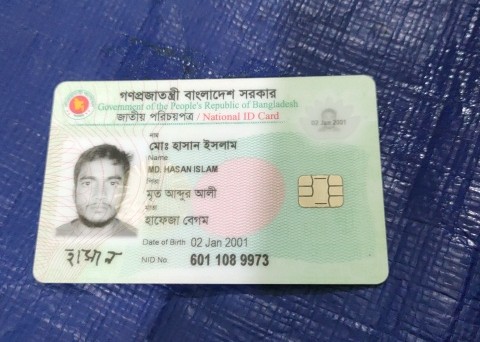 গণপ্রজাতন্ত্রী বাংলাদেশ সরকার
Government of the People's Republic of Bangladesh
জাতীয় পরিচয়পত্র / National ID Card
02 Jan 2001
নাম
মোঃ হাসান ইসলাম
Name
MD. HASAN ISLAM
পিতা
মৃত আব্দুর আলী
মাতা
হাফেজা বেগম
Date of Birth 02 Jan 2001
হাসান
NID No. 601 108 9973